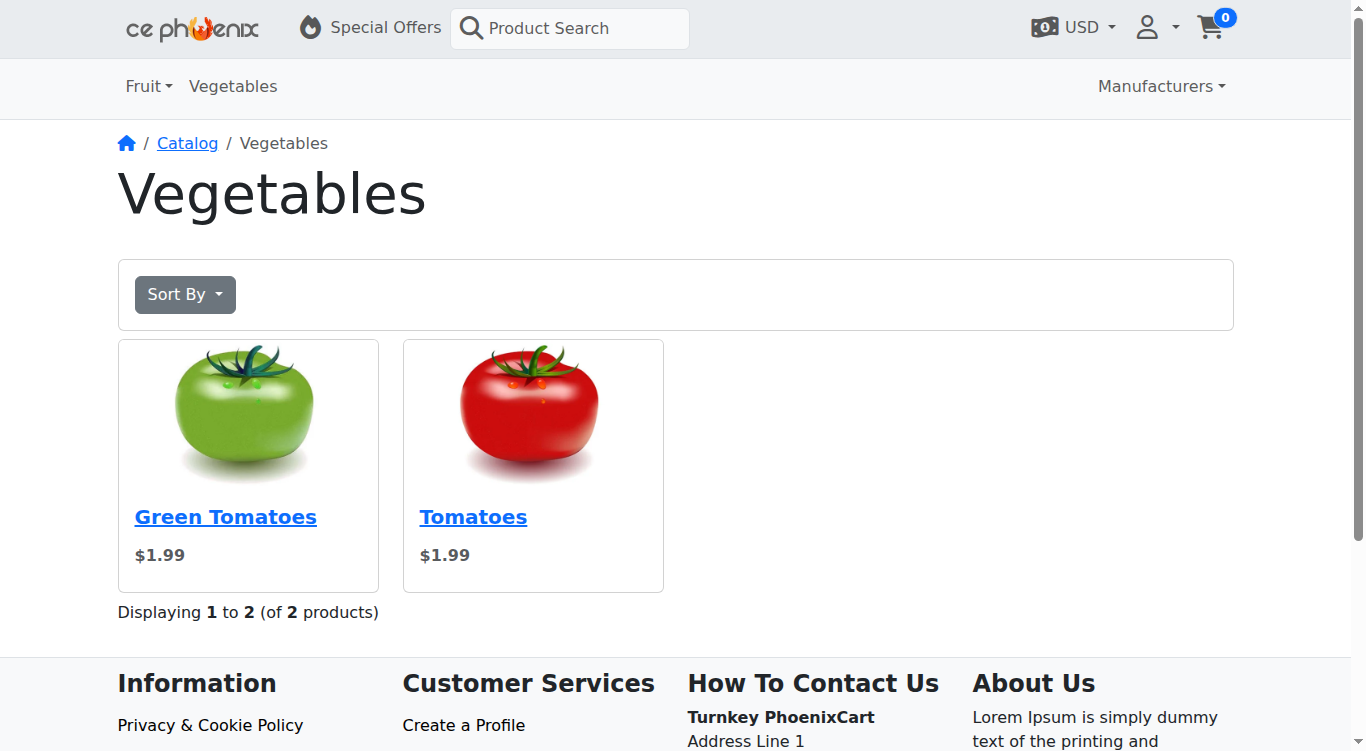 ce phoenix
Special Offers
Product Search
USD
0
Fruit
Vegetables
Manufacturers
/ Catalog / Vegetables
Vegetables
Sort By
Green Tomatoes
Tomatoes
$1.99
$1.99
Displaying 1 to 2 (of 2 products)
Information
Customer Services
How To Contact Us
About Us
Privacy & Cookie Policy
Create a Profile
Turnkey PhoenixCart
Address Line 1
Lorem Ipsum is simply dummy
text of the printing and